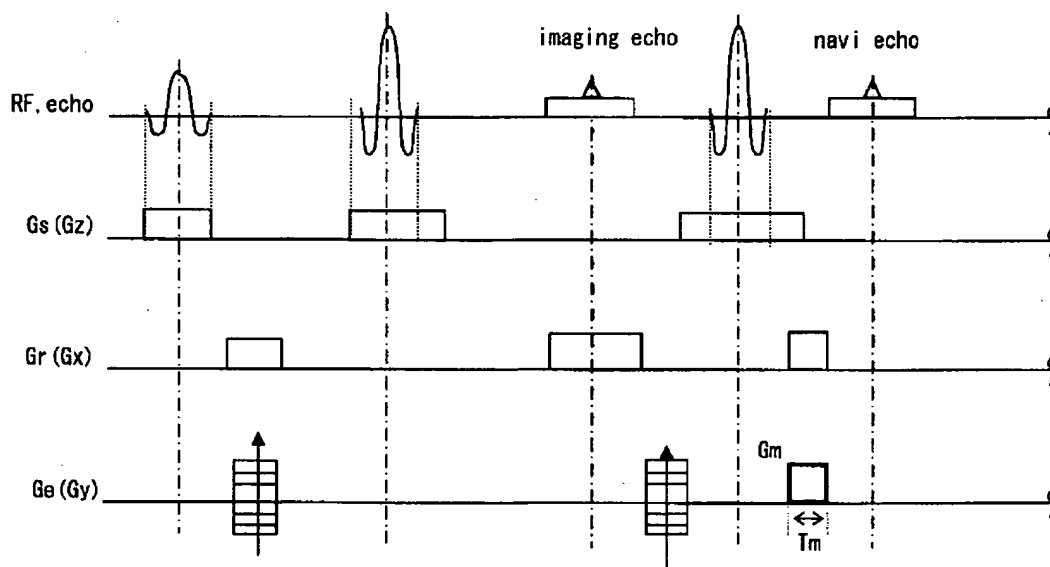 imaging echo
navi echo
RF, echo
Gs (Gz)
Gr (Gx)
Gm
Ge (Gy)
Tm